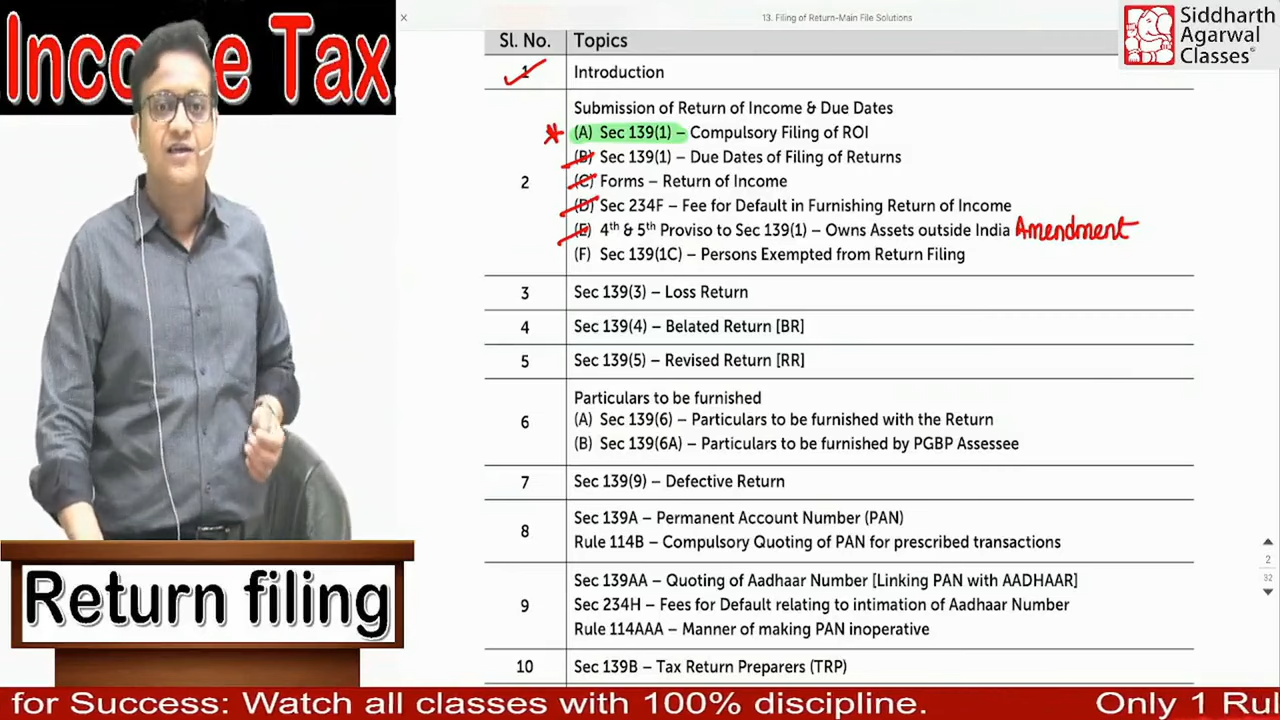 Income Tax.
13. Filing of Return-Main File Solutions
Siddharth
Agarwal
Classes®
Sl. No. Topics
1 Introduction
Submission of Return of Income & Due Dates
(A) Sec 139(1) – Compulsory Filing of ROI
(B) Sec 139(1) – Due Dates of Filing of Returns
2 (C) Forms – Return of Income
(D) Sec 234F – Fee for Default in Furnishing Return of Income
(E) 4th & 5th Proviso to Sec 139(1) – Owns Assets outside India Amendment
(F) Sec 139(1C) – Persons Exempted from Return Filing
3 Sec 139(3) – Loss Return
4 Sec 139(4) – Belated Return [BR]
5 Sec 139(5) – Revised Return [RR]
Particulars to be furnished
6 (A) Sec 139(6) – Particulars to be furnished with the Return
(B) Sec 139(6A) – Particulars to be furnished by PGBP Assessee
7 Sec 139(9) – Defective Return
8 Sec 139A – Permanent Account Number (PAN)
Rule 114B – Compulsory Quoting of PAN for prescribed transactions
Sec 139AA – Quoting of Aadhaar Number [Linking PAN with AADHAAR]
9 Sec 234H – Fees for Default relating to intimation of Aadhaar Number
Rule 114AAA – Manner of making PAN inoperative
10 Sec 139B – Tax Return Preparers (TRP)
2
32
Return filing
for Success: Watch all classes with 100% discipline. Only 1 Rul